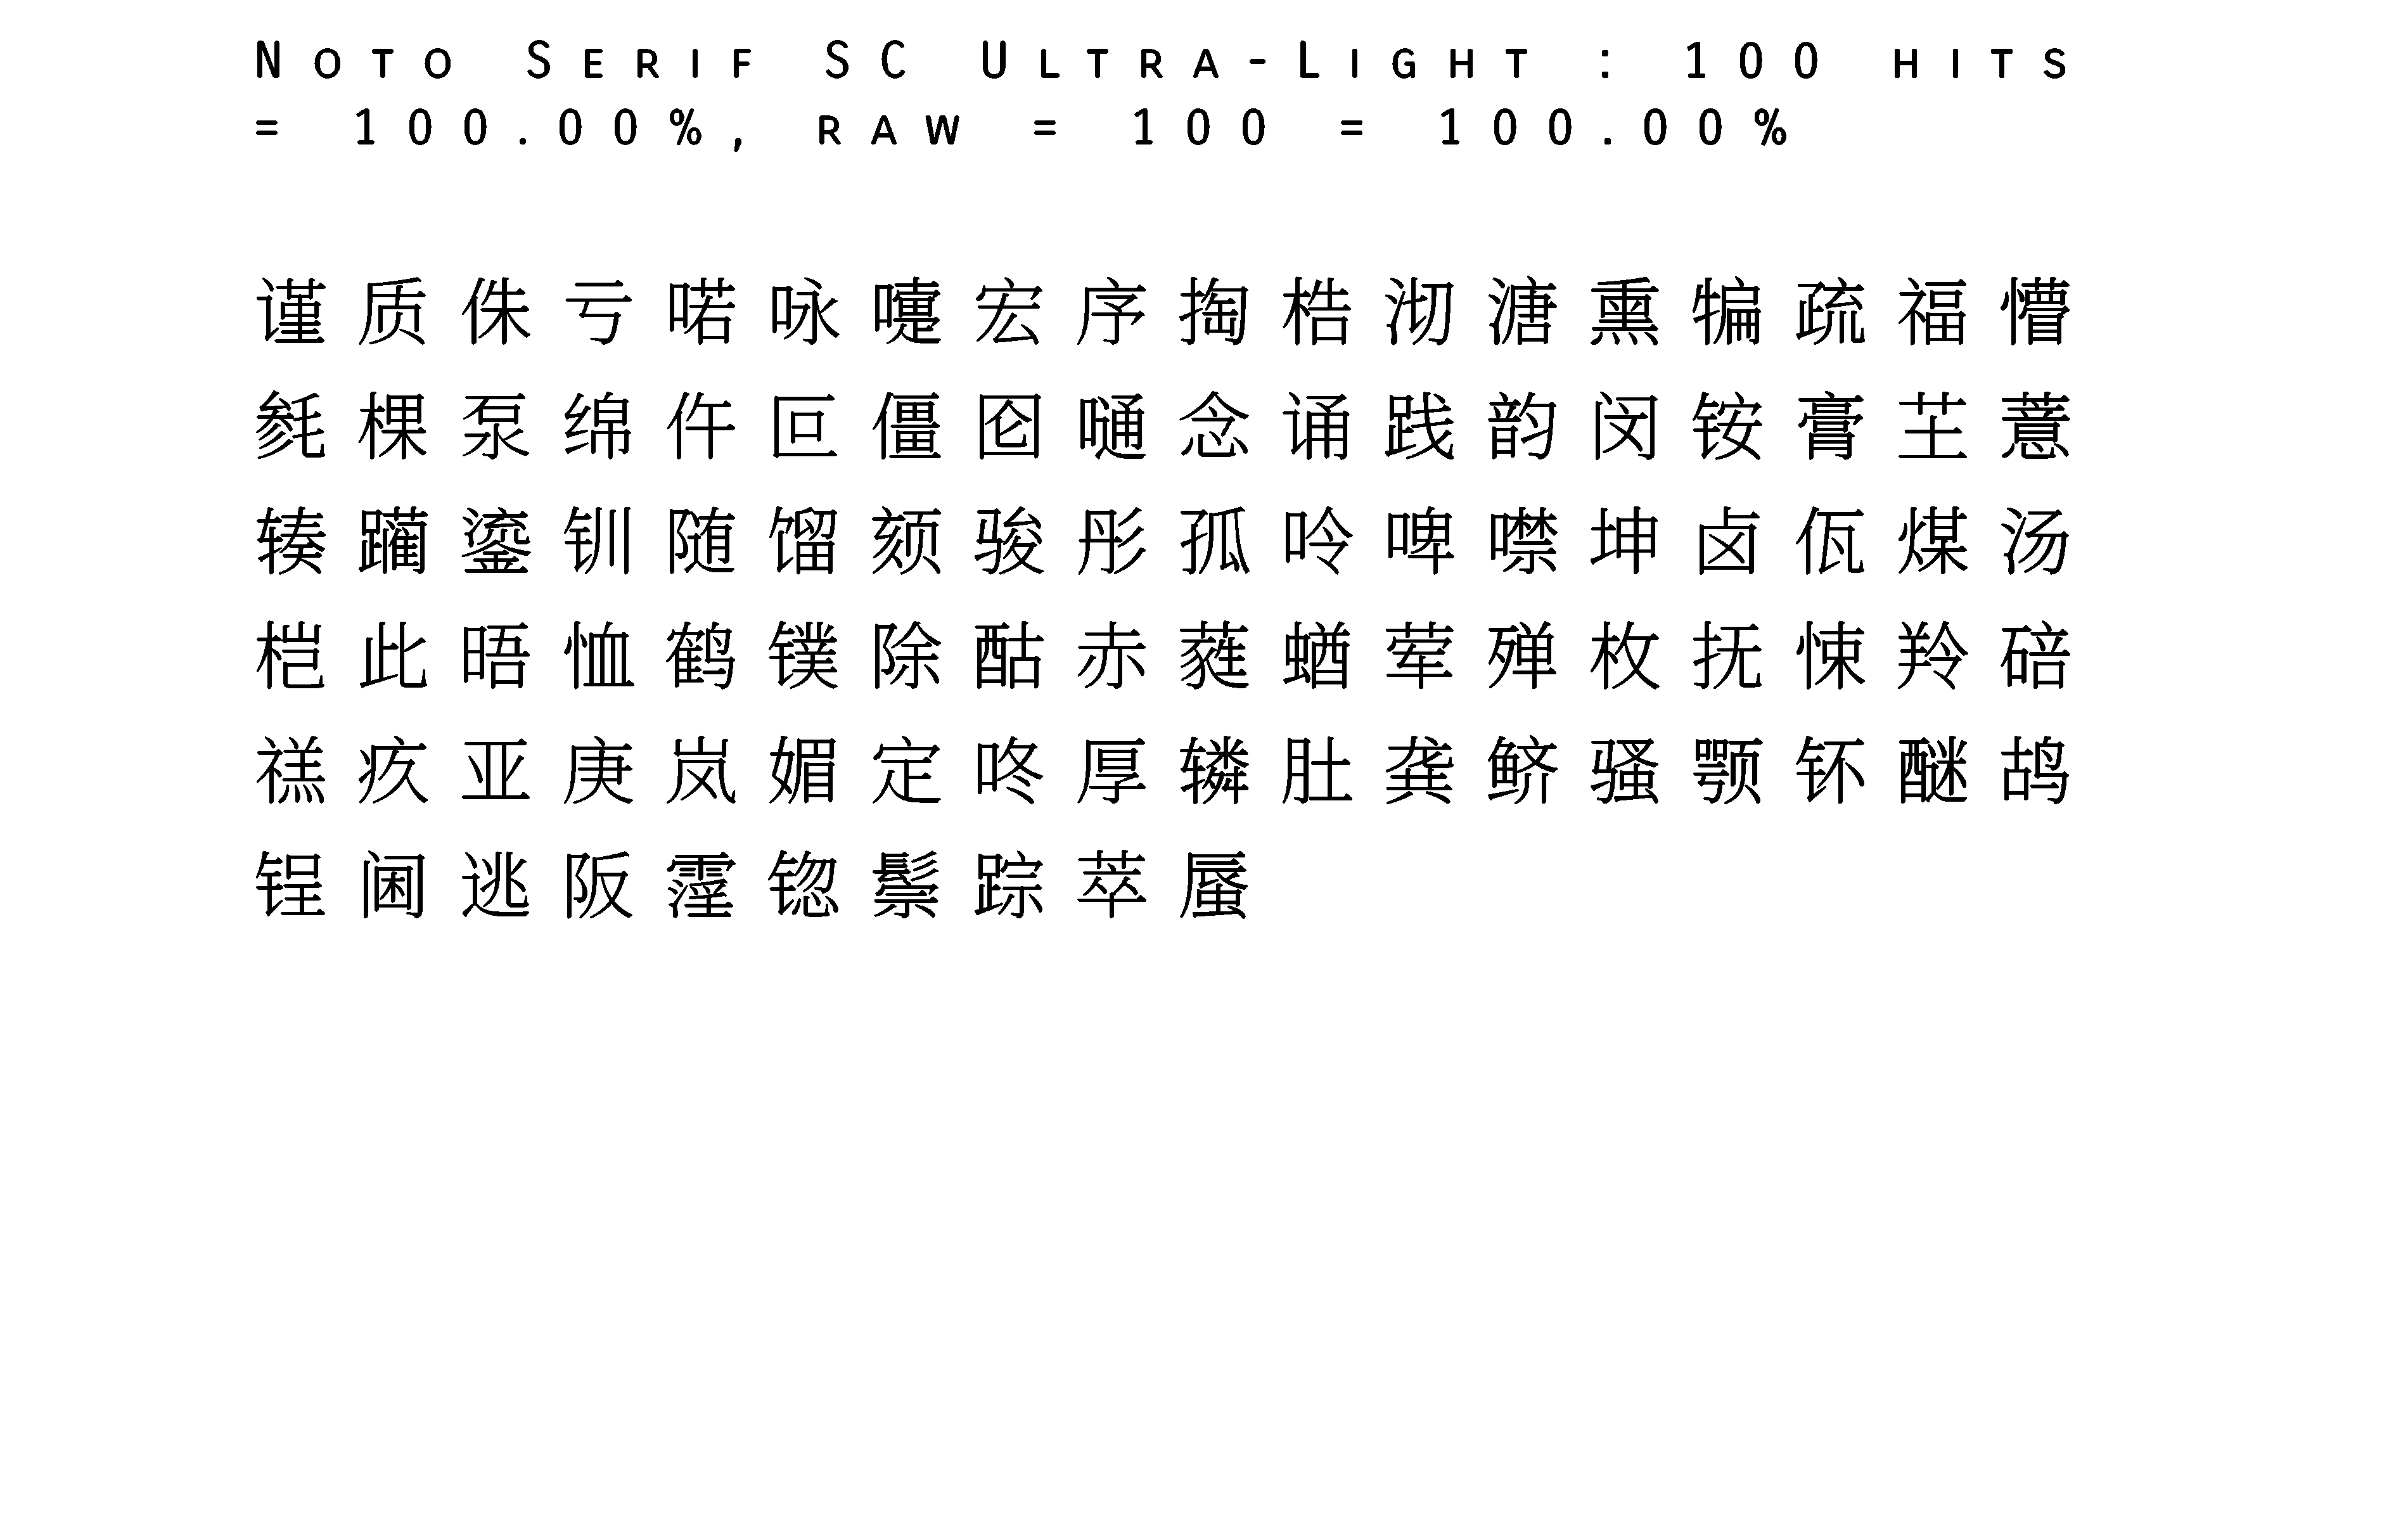 Noto Serif SC Ultra-Light : 100 hits
= 100.00%, raw = 100 = 100.00%
谨质侏亏喏咏嚏宏序掏梏沏溏熏犏疏福懵
毵棵泵绵仵叵僵囵嗵念诵践韵闵铵膏芏薏
辏躏鎏钏随馏颏骏彤孤呤啤噤坤卤佤煤汤
桤此晤恤鹤镤除酤赤蕤蝤荤殚枚抚悚羚碚
禚疚亚庚岚媚定咚厚辚肚龚鲚骚颚钚醚鸪
锃阃逃阪霪锪鬃踪萃蜃